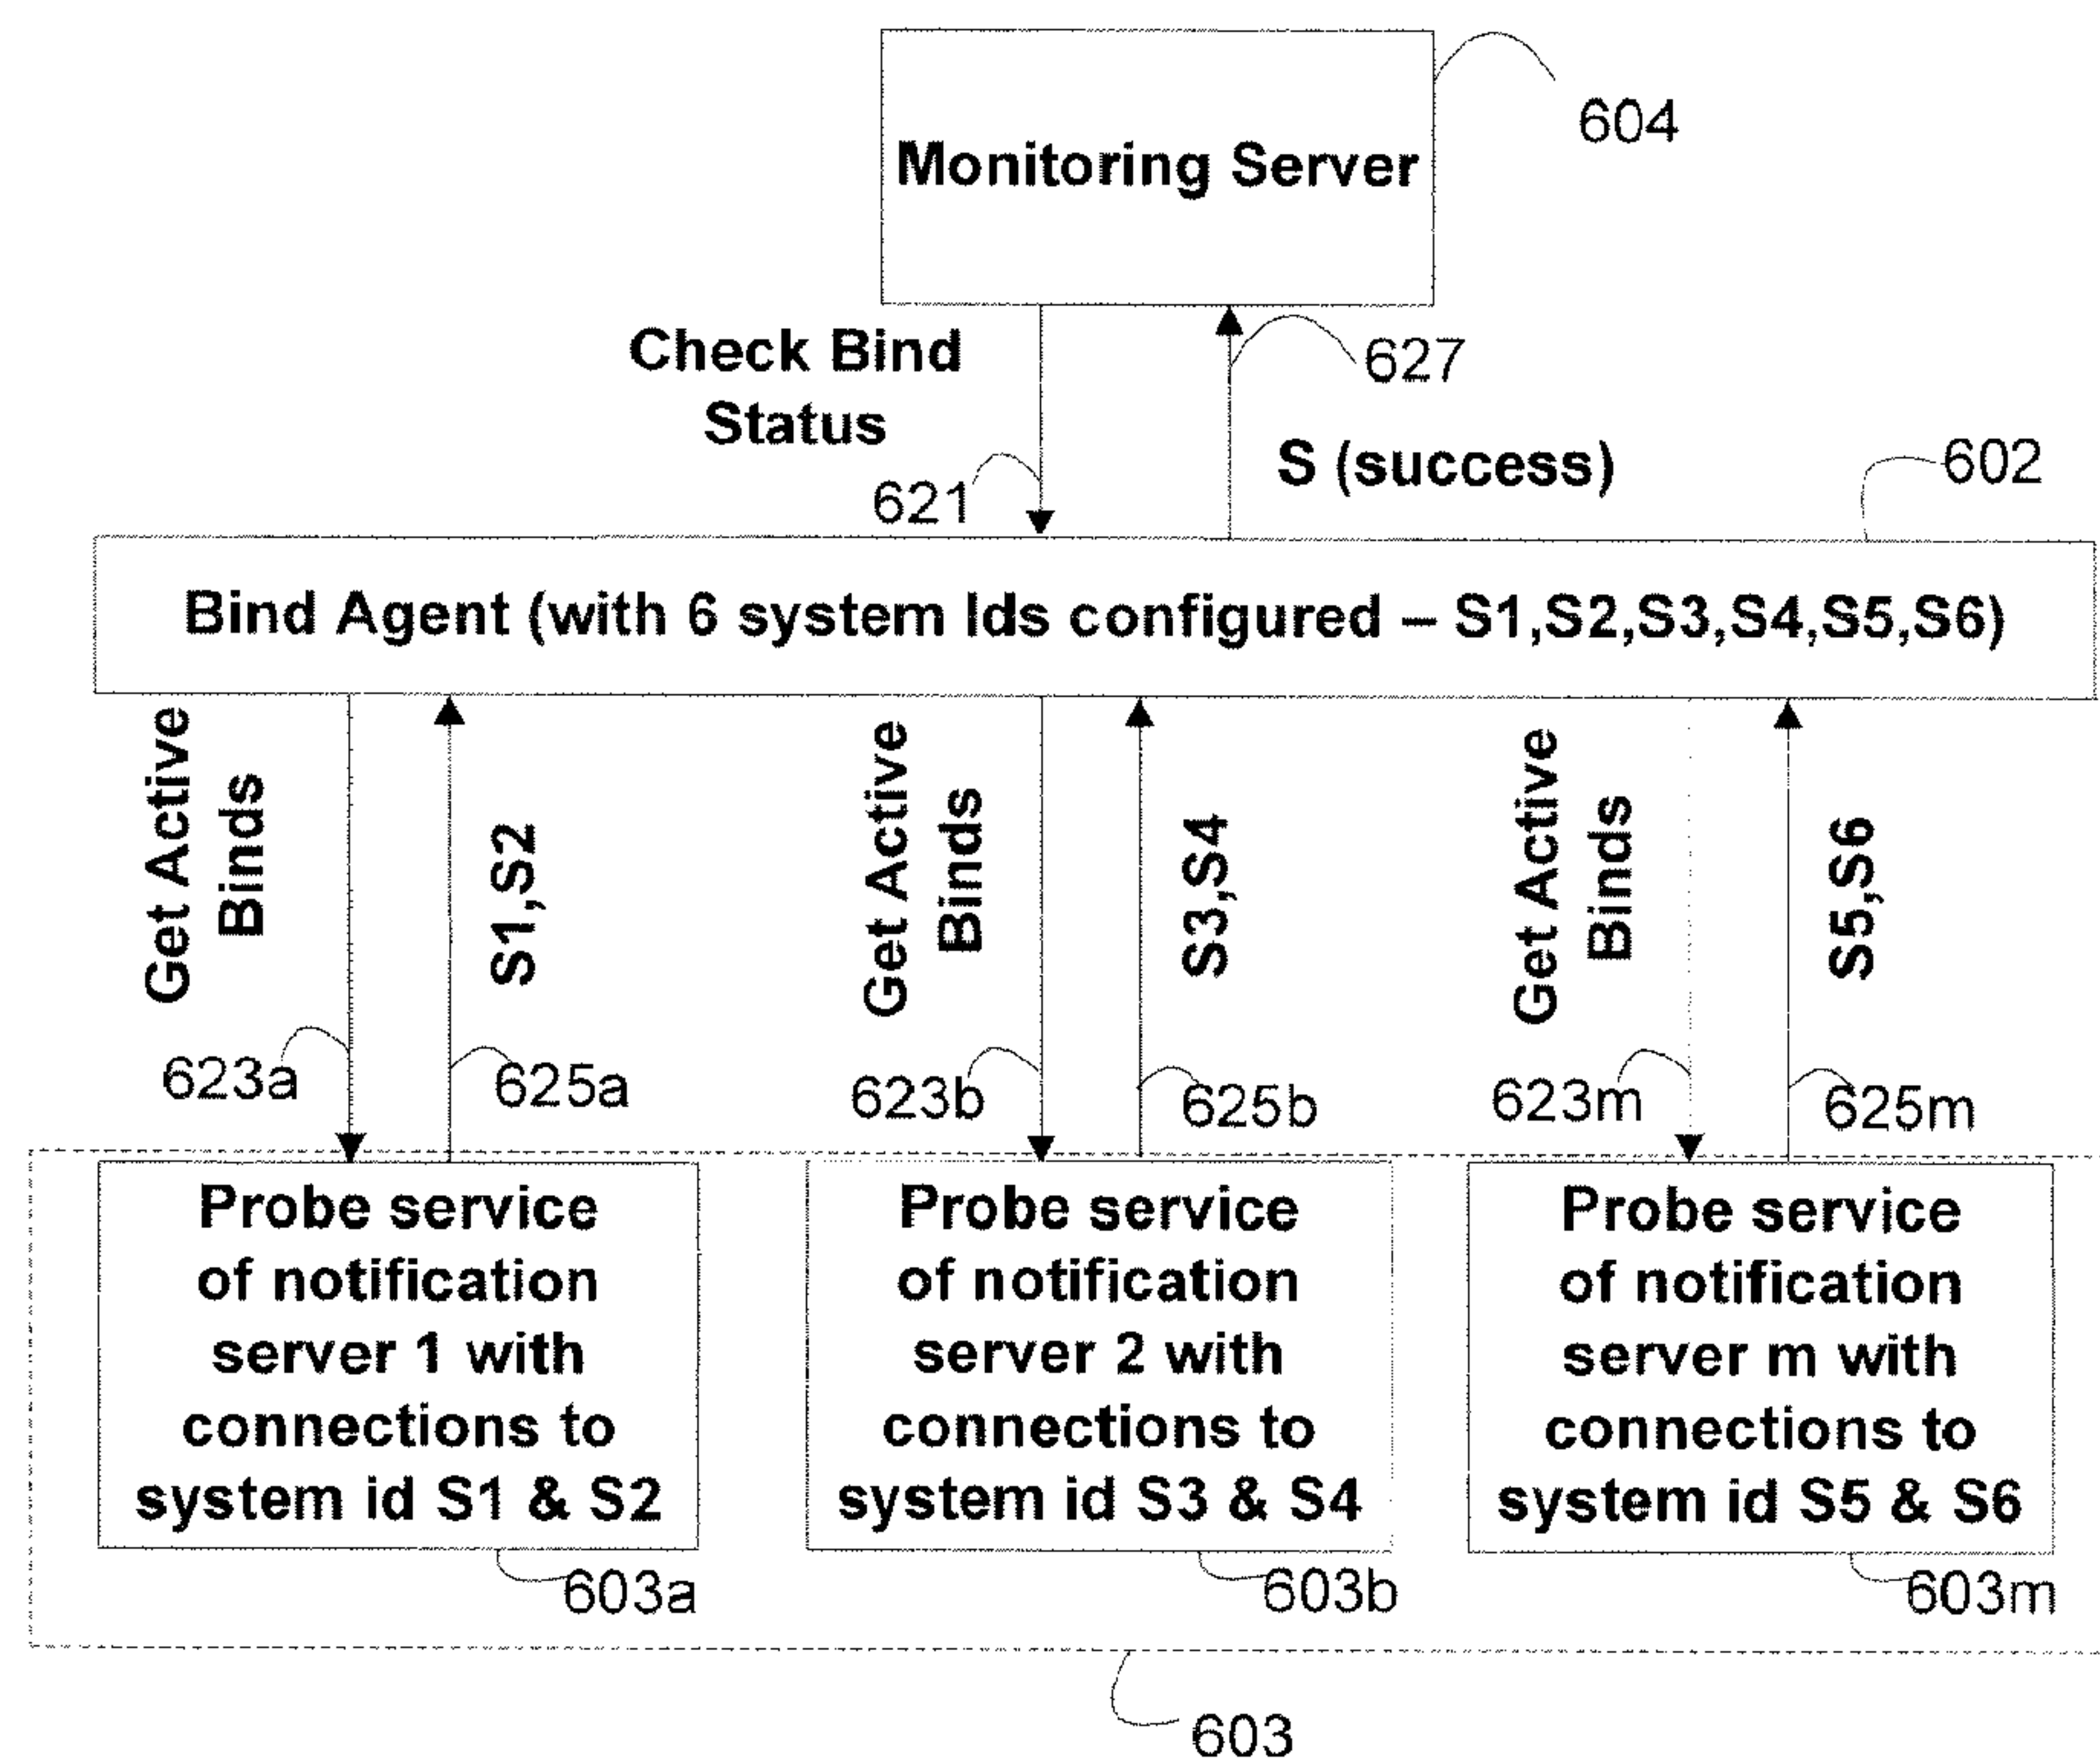 604
Monitoring Server
Check Bind
Status
627
621
S (success)
602
Bind Agent (with 6 system Ids configured – S1,S2,S3,S4,S5,S6)
Get Active
Binds
S1,S2
Get Active
Binds
S3,S4
Get Active
Binds
S5,S6
623a
625a
623b
625b
623m
625m
Probe service
of notification
server 1 with
connections to
system id S1 & S2
Probe service
of notification
server 2 with
connections to
system id S3 & S4
Probe service
of notification
server m with
connections to
system id S5 & S6
603a
603b
603m
603